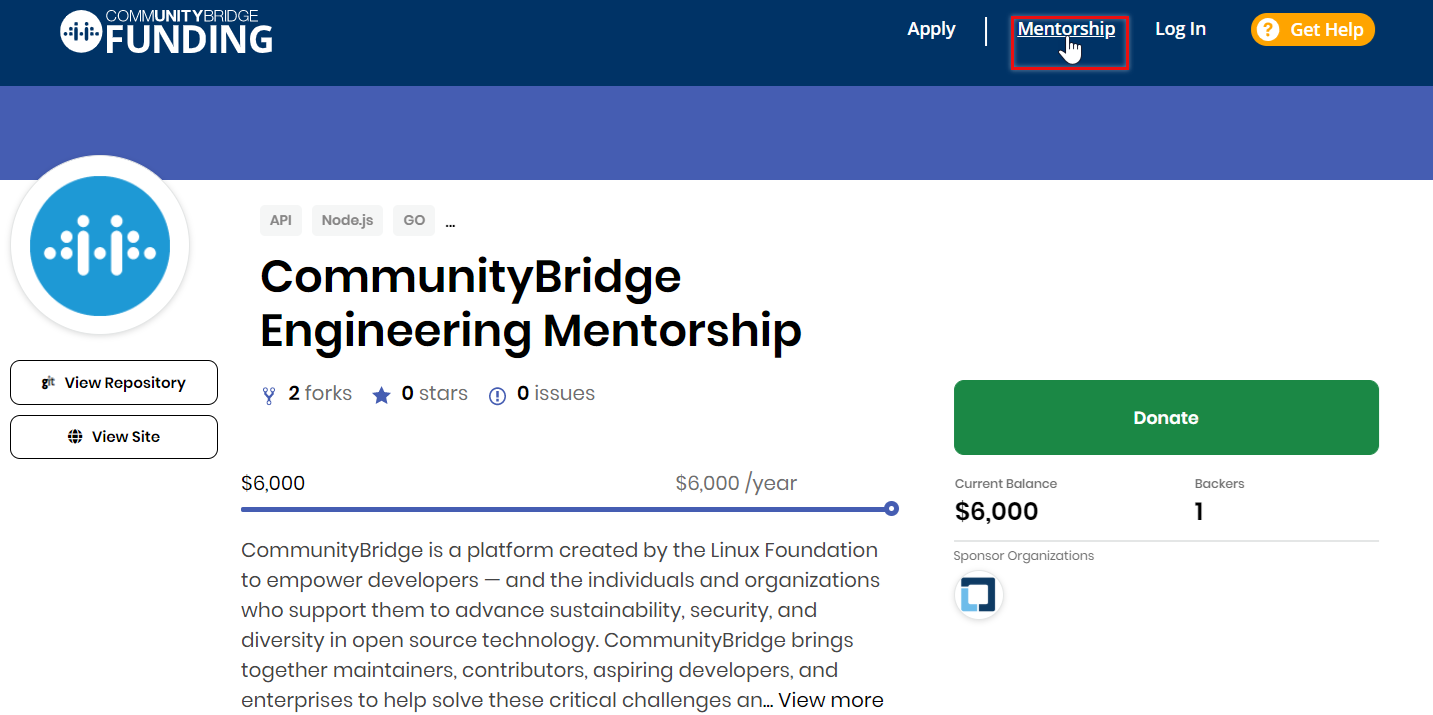 COMMUNITYBRIDGE
FUNDING
Apply
Mentorship
Log In
? Get Help
API
Node.js
GO
...
CommunityBridge
Engineering Mentorship
git View Repository
View Site
2 forks
0 stars
0 issues
Donate
$6,000
$6,000 /year
Current Balance
$6,000
Backers
1
Sponsor Organizations
CommunityBridge is a platform created by the Linux Foundation
to empower developers — and the individuals and organizations
who support them to advance sustainability, security, and
diversity in open source technology. CommunityBridge brings
together maintainers, contributors, aspiring developers, and
enterprises to help solve these critical challenges an... View more